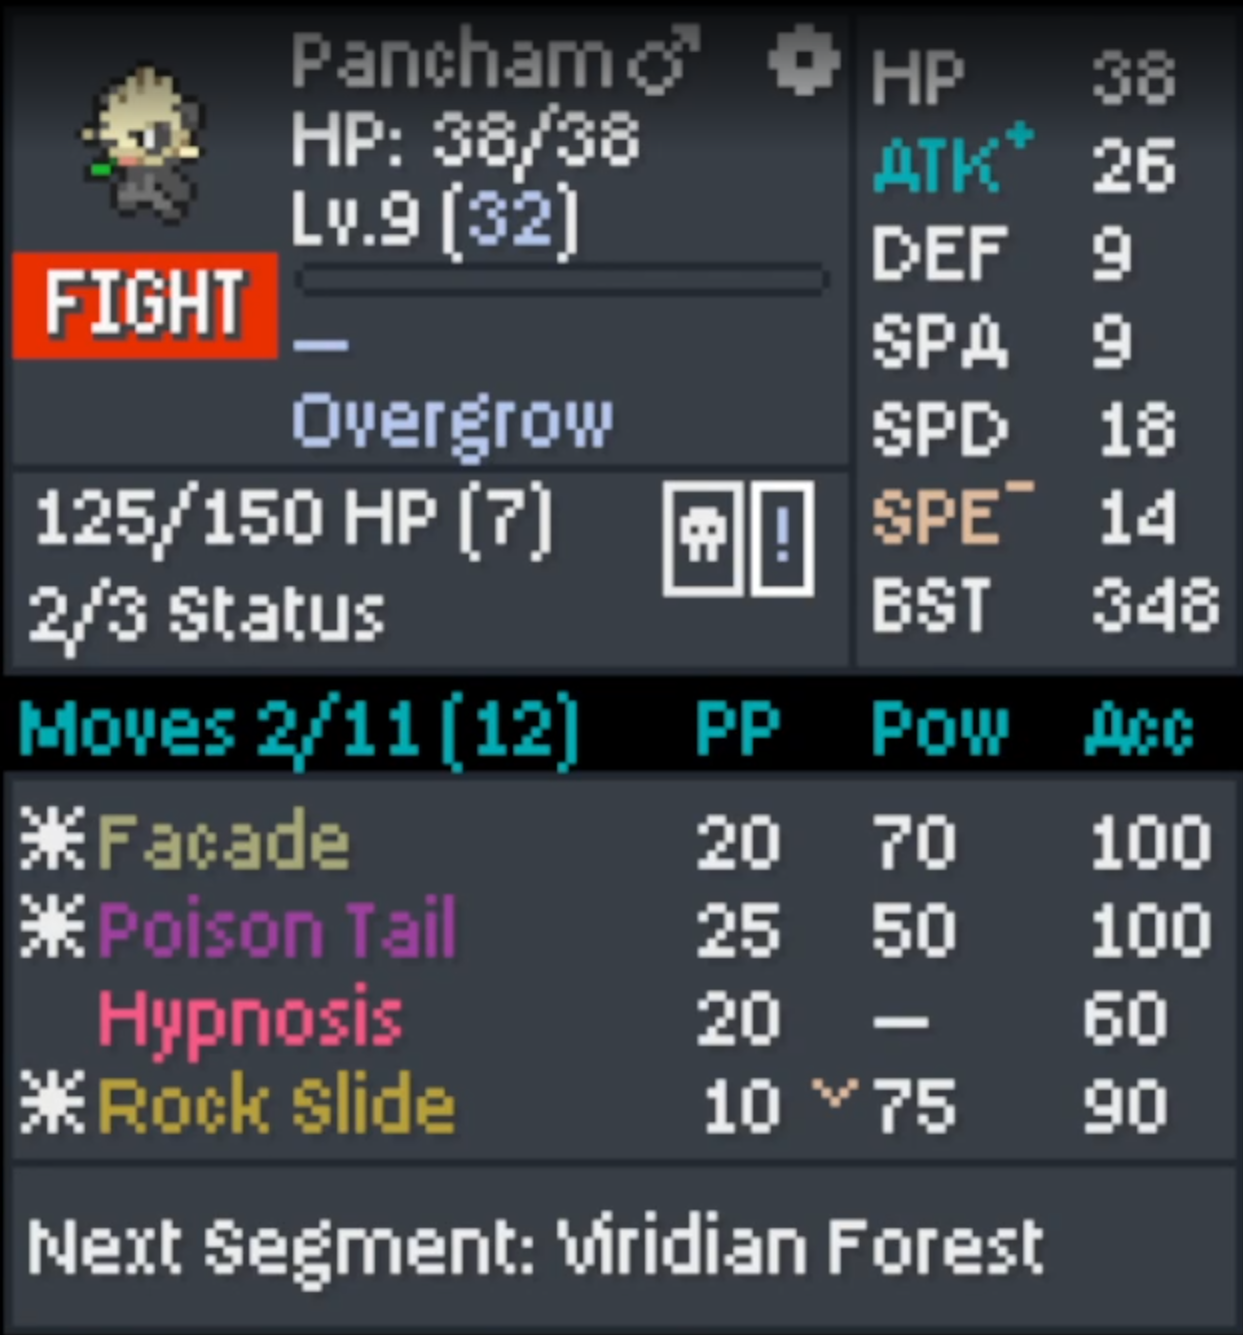 Pancham♂
HP: 38/38
Lv.9 (32)
FIGHT
—
Overgrow
125/150 HP (7)
2/3 Status
!
HP 38
ATK+ 26
DEF 9
SPA 9
SPD 18
SPE- 14
BST 348
Moves 2/11 (12) PP Pow Acc
Facade 20 70 100
Poison Tail 25 50 100
Hypnosis 20 — 60
Rock Slide 10 75 90
Next Segment: Viridian Forest